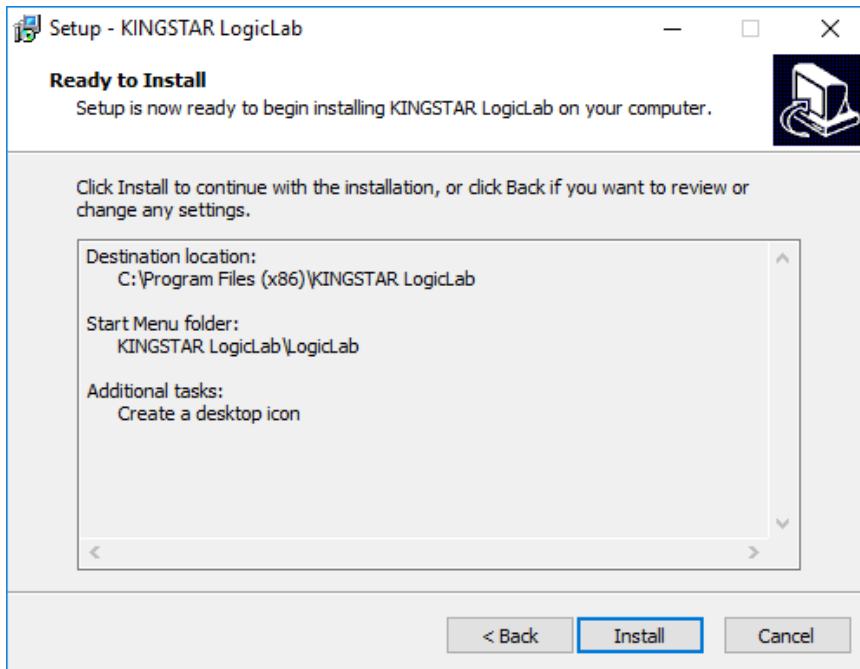 Setup - KINGSTAR LogicLab
Ready to Install
Setup is now ready to begin installing KINGSTAR LogicLab on your computer.
Click Install to continue with the installation, or click Back if you want to review or
change any settings.
Destination location:
C:\Program Files (x86)\KINGSTAR LogicLab
Start Menu folder:
KINGSTAR LogicLab\LogicLab
Additional tasks:
Create a desktop icon
< Back
Install
Cancel